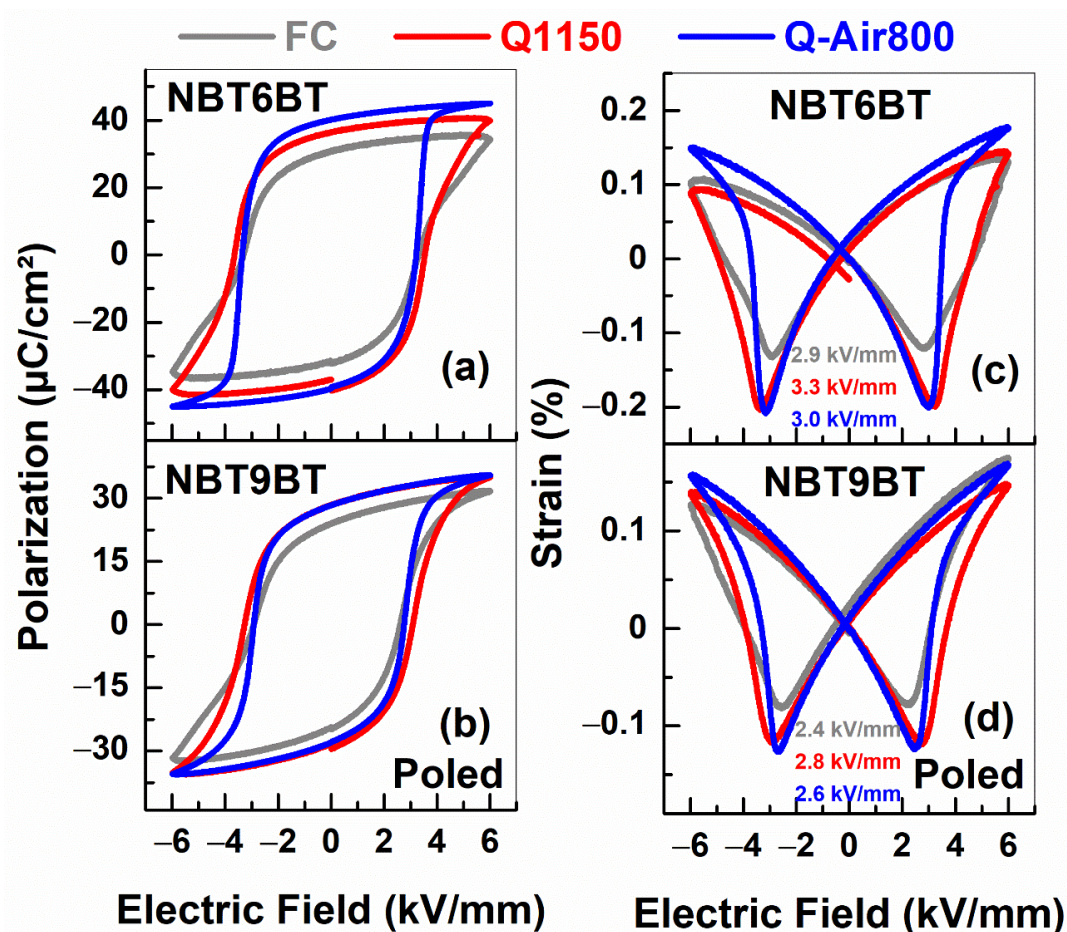 FC Q1150 Q-Air800
NBT6BT
40
20
0
−20
−40
(a)
NBT9BT
30
15
0
−15
−30
(b)
Poled
−6 −4 −2 0 2 4 6
Polarization (µC/cm²)
Electric Field (kV/mm)
NBT6BT
0.2
0.1
0
−0.1
−0.2
2.9 kV/mm
3.3 kV/mm
3.0 kV/mm
(c)
NBT9BT
0.1
0
−0.1
2.4 kV/mm
2.8 kV/mm
2.6 kV/mm
(d)
Poled
−6 −4 −2 0 2 4 6
Strain (%)
Electric Field (kV/mm)